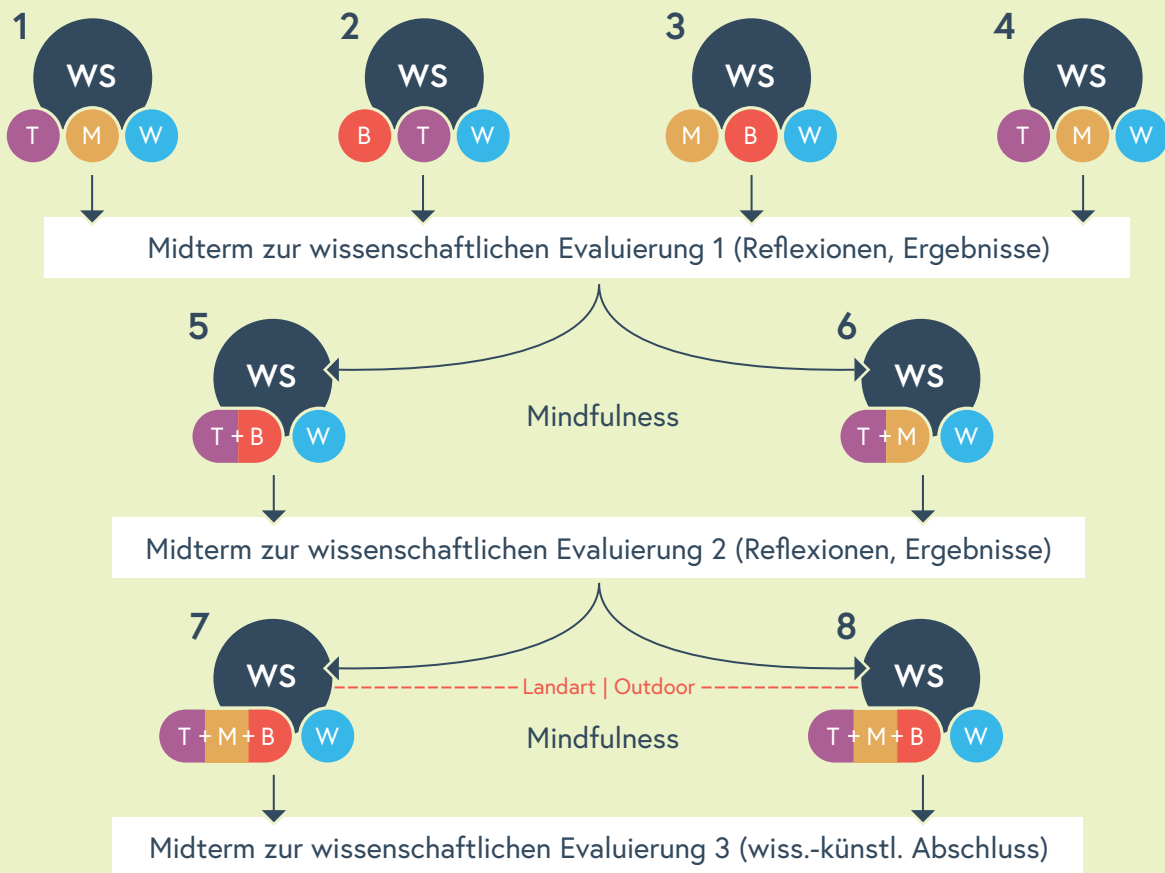 1 2 3 4
WS WS WS WS
T M W B T W M B W T M W
Midterm zur wissenschaftlichen Evaluierung 1 (Reflexionen, Ergebnisse)
5 6
WS WS
Mindfulness
T + B W T + M W
Midterm zur wissenschaftlichen Evaluierung 2 (Reflexionen, Ergebnisse)
7 8
WS WS
Landart | Outdoor
T + M + B W Mindfulness T + M + B W
Midterm zur wissenschaftlichen Evaluierung 3 (wiss.-künstl. Abschluss)